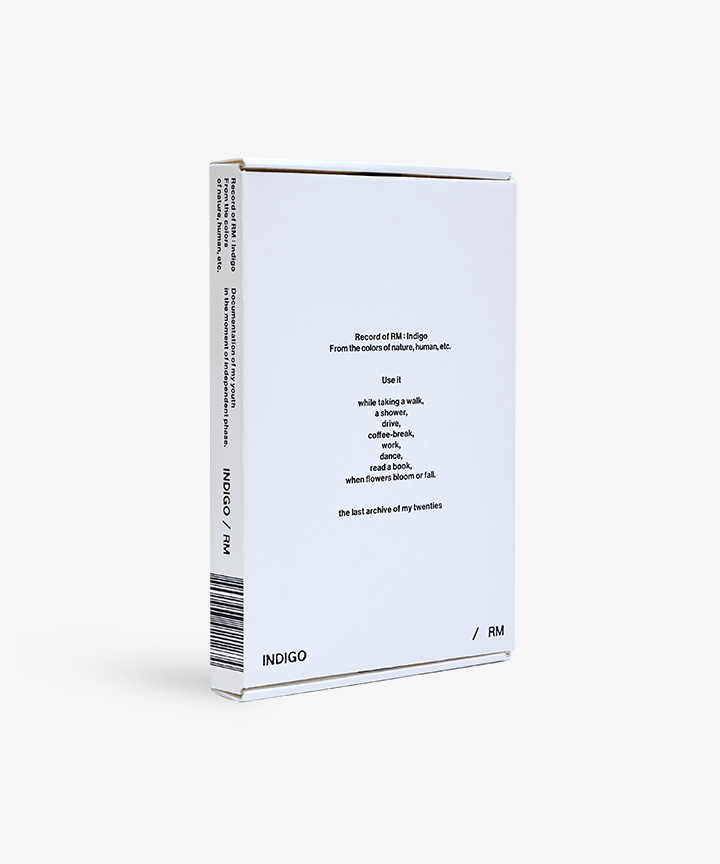 Record of RM : Indigo
From the colors
of nature, human, etc.
Documentation of my youth
in the moment of independent phase.
INDIGO / RM
Record of RM : Indigo
From the colors of nature, human, etc.
Use it
while taking a walk,
a shower,
drive,
coffee-break,
work,
dance,
read a book,
when flowers bloom or fall.
the last archive of my twenties
INDIGO / RM